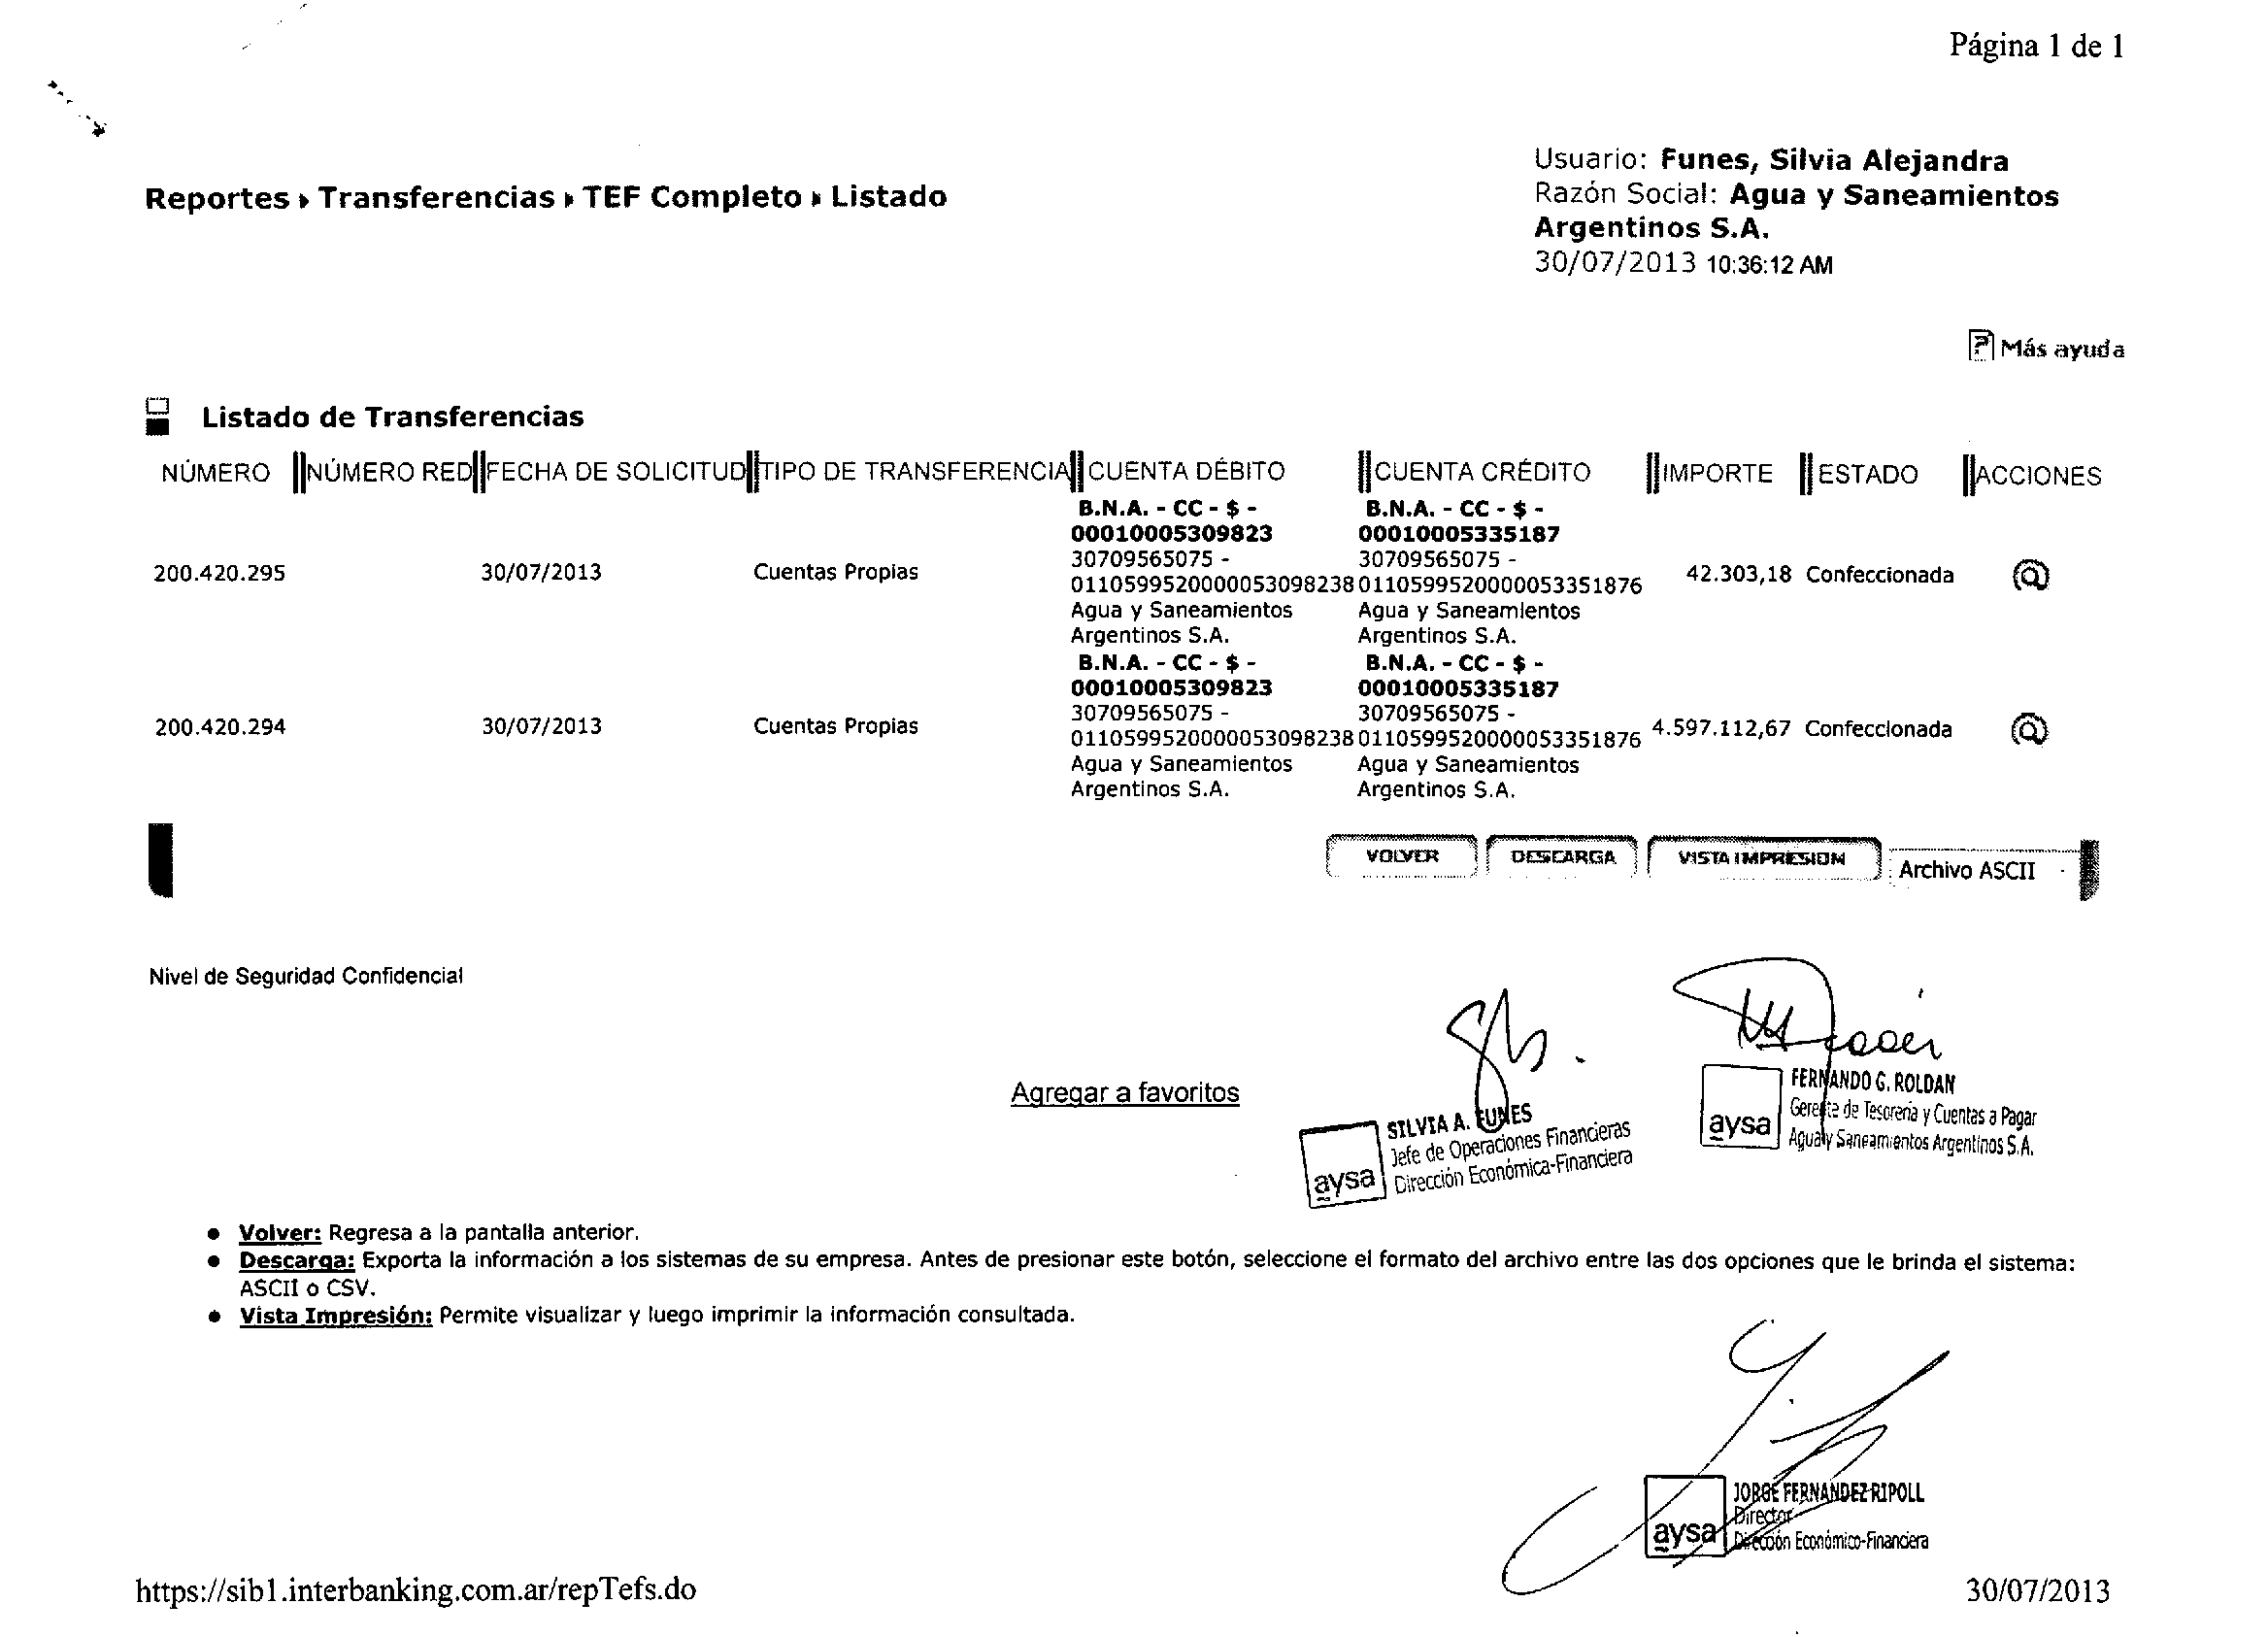 Página 1 de 1
Reportes ▸ Transferencias ▸ TEF Completo ▸ Listado
Usuario: Funes, Silvia Alejandra
Razón Social: Agua y Saneamientos
Argentinos S.A.
30/07/2013 10:36:12 AM
? Más ayuda
Listado de Transferencias
NÚMERO NÚMERO RED FECHA DE SOLICITUD TIPO DE TRANSFERENCIA CUENTA DÉBITO CUENTA CRÉDITO IMPORTE ESTADO ACCIONES
B.N.A. - CC - $ - B.N.A. - CC - $ -
00010005309823 00010005335187
30709565075 - 30709565075 -
200.420.295 30/07/2013 Cuentas Propias 0110599520000053098238 0110599520000053351876 42.303,18 Confeccionada @
Agua y Saneamientos Agua y Saneamientos
Argentinos S.A. Argentinos S.A.
B.N.A. - CC - $ - B.N.A. - CC - $ -
00010005309823 00010005335187
30709565075 - 30709565075 -
200.420.294 30/07/2013 Cuentas Propias 0110599520000053098238 0110599520000053351876 4.597.112,67 Confeccionada @
Agua y Saneamientos Agua y Saneamientos
Argentinos S.A. Argentinos S.A.
VOLVER DESCARGA VISTA IMPRESION Archivo ASCII
Nivel de Seguridad Confidencial
Agregar a favoritos
aysa
SILVIA A. FUNES
Jefe de Operaciones Financieras
Dirección Económica-Financiera
aysa
FERNANDO G. ROLDAN
Gerente de Tesorería y Cuentas a Pagar
Agua y Saneamientos Argentinos S.A.
● Volver: Regresa a la pantalla anterior.
● Descarga: Exporta la información a los sistemas de su empresa. Antes de presionar este botón, seleccione el formato del archivo entre las dos opciones que le brinda el sistema:
ASCII o CSV.
● Vista Impresión: Permite visualizar y luego imprimir la información consultada.
aysa
JORGE FERNANDEZ RIPOLL
Director
Dirección Económico-Financiera
https://sib1.interbanking.com.ar/repTefs.do
30/07/2013